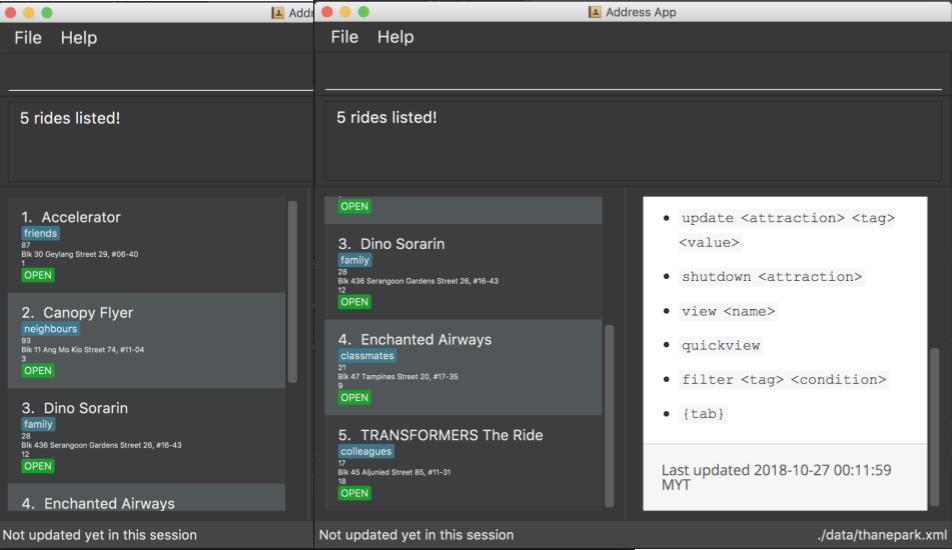 Addr
File Help
5 rides listed!
1. Accelerator
friends
87
Blk 30 Geylang Street 29, #06-40
1
OPEN
2. Canopy Flyer
neighbours
93
Blk 11 Ang Mo Kio Street 74, #11-04
3
OPEN
3. Dino Sorarin
family
28
Blk 436 Serangoon Gardens Street 26, #16-43
12
OPEN
4. Enchanted Airways
Not updated yet in this session
Address App
File Help
5 rides listed!
OPEN
3. Dino Sorarin
family
28
Blk 436 Serangoon Gardens Street 26, #16-43
12
OPEN
4. Enchanted Airways
classmates
21
Blk 47 Tampines Street 20, #17-35
9
OPEN
5. TRANSFORMERS The Ride
colleagues
17
Blk 45 Aljunied Street 85, #11-31
18
OPEN
• update <attraction> <tag>
<value>
• shutdown <attraction>
• view <name>
• quickview
• filter <tag> <condition>
• {tab}
Last updated 2018-10-27 00:11:59
MYT
Not updated yet in this session
./data/thanepark.xml